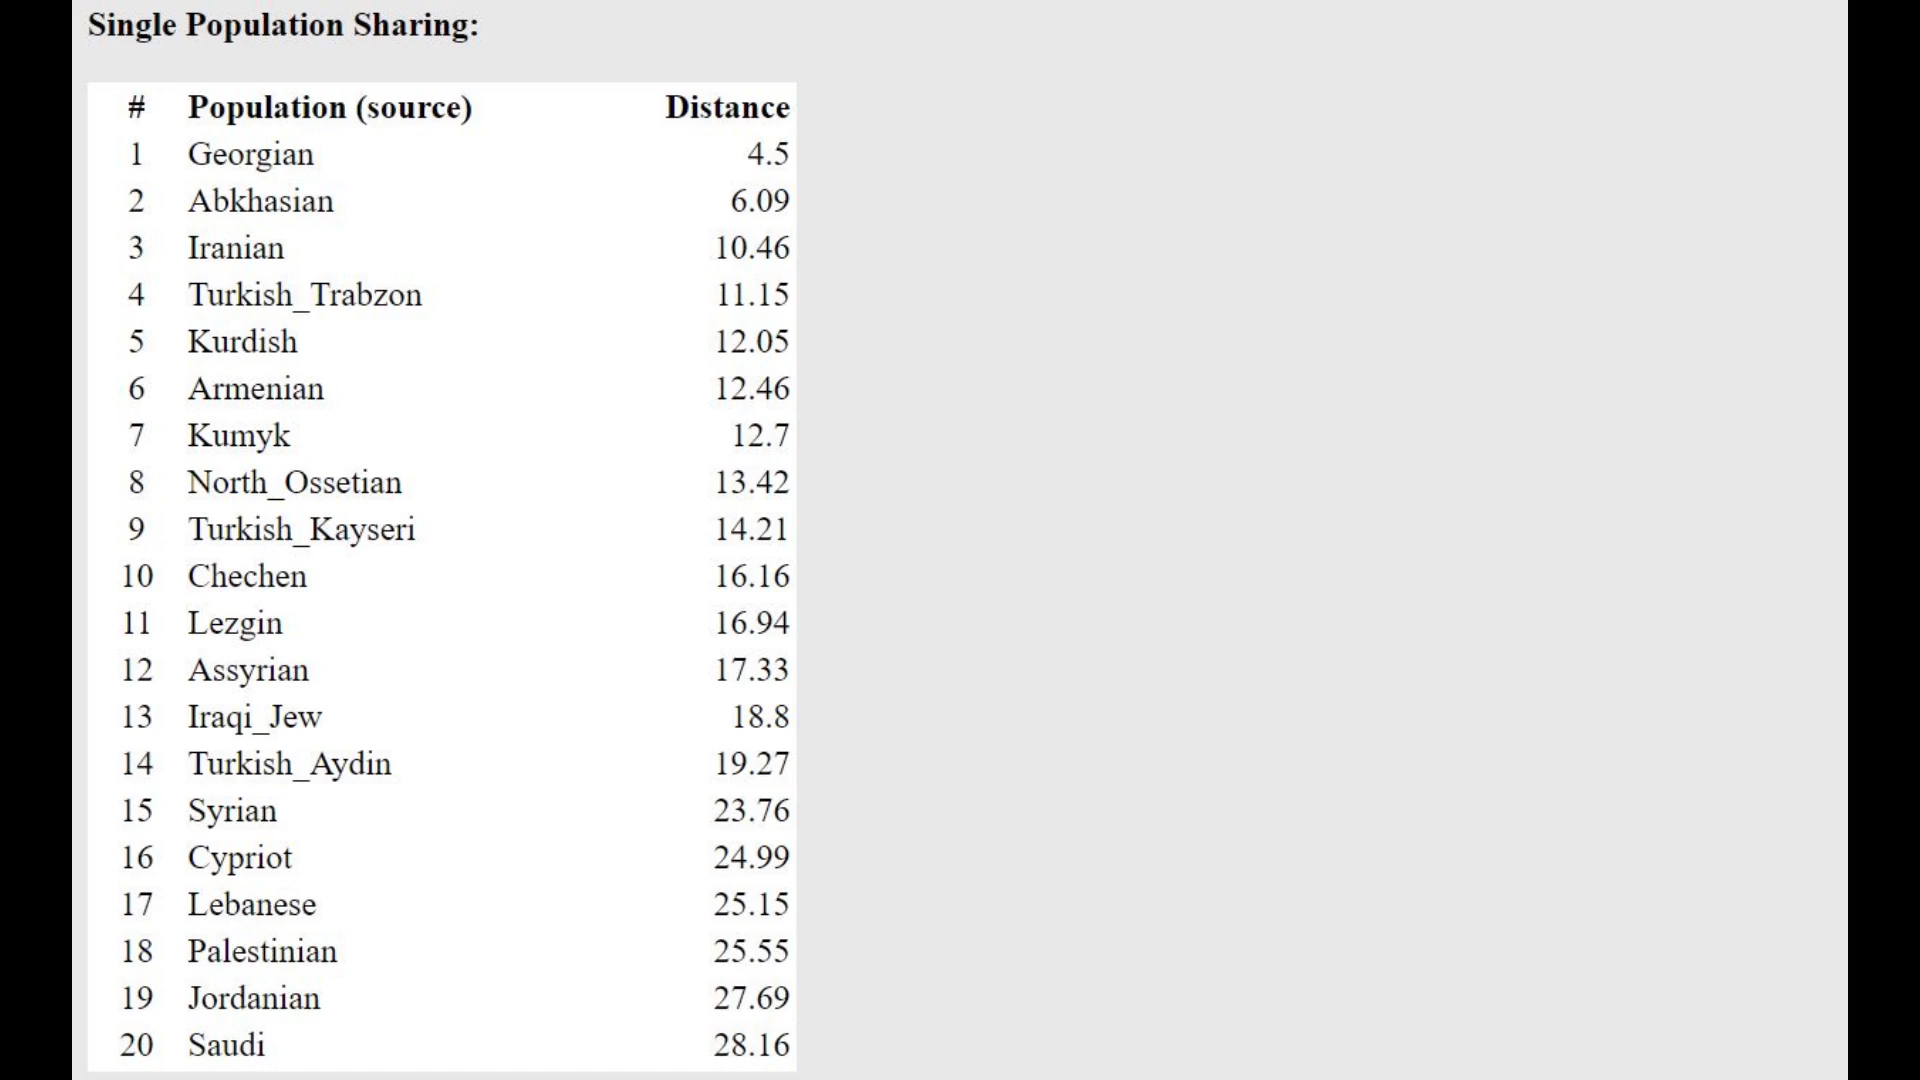 Single Population Sharing:
# Population (source) Distance
1 Georgian 4.5
2 Abkhasian 6.09
3 Iranian 10.46
4 Turkish_Trabzon 11.15
5 Kurdish 12.05
6 Armenian 12.46
7 Kumyk 12.7
8 North_Ossetian 13.42
9 Turkish_Kayseri 14.21
10 Chechen 16.16
11 Lezgin 16.94
12 Assyrian 17.33
13 Iraqi_Jew 18.8
14 Turkish_Aydin 19.27
15 Syrian 23.76
16 Cypriot 24.99
17 Lebanese 25.15
18 Palestinian 25.55
19 Jordanian 27.69
20 Saudi 28.16